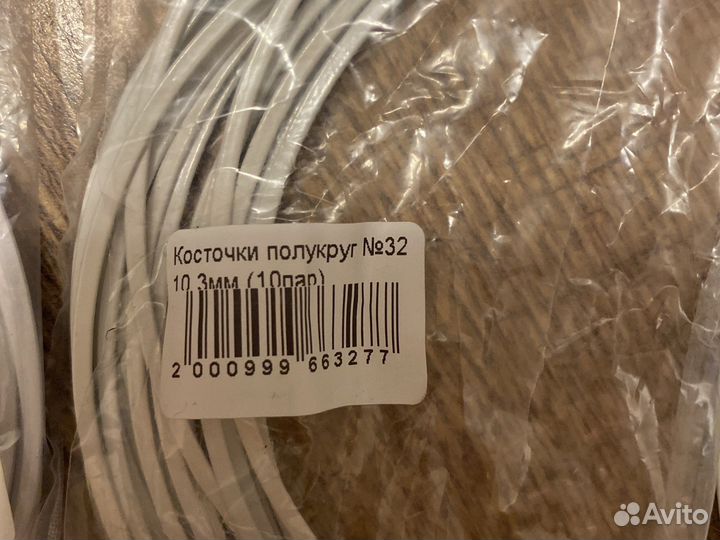 Косточки полукруг №32
10,3мм (10пар)
2 000999 663277
Avito